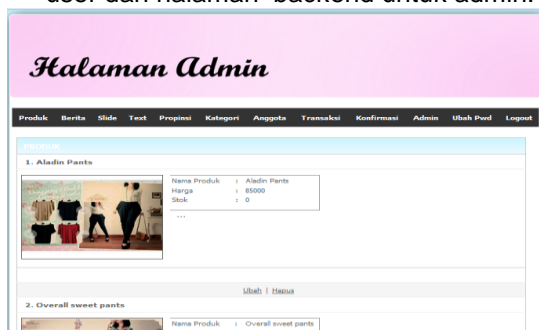 user dan halaman backend untuk admin.
Halaman Admin
Produk Berita Slide Text Propinsi Kategori Anggota Transaksi Konfirmasi Admin Ubah Pwd Logout
PRODUK
1. Aladin Pants
Nama Produk : Aladin Pants
Harga : 85000
Stok : 0
...
Ubah | Hapus
2. Overall sweet pants
Nama Produk : Overall sweet pants